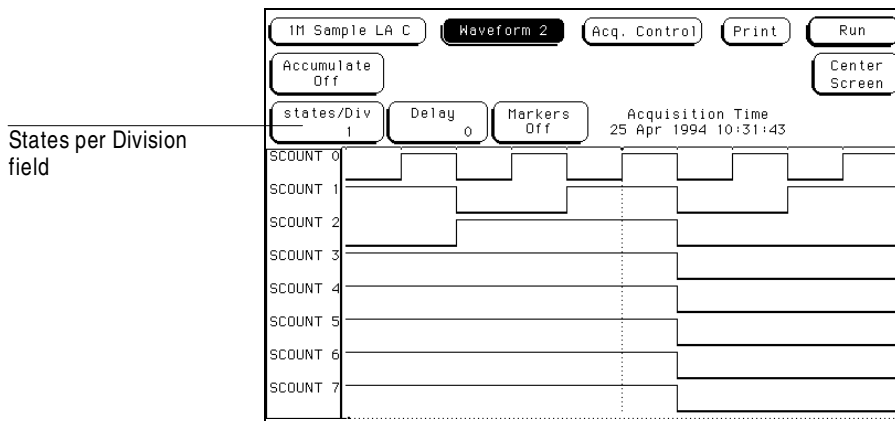 1M Sample LA C Waveform 2 Acq. Control Print Run
Accumulate
Off
Center
Screen
states/Div
1
Delay
0
Markers
Off
Acquisition Time
25 Apr 1994 10:31:43
States per Division
field
SCOUNT 0
SCOUNT 1
SCOUNT 2
SCOUNT 3
SCOUNT 4
SCOUNT 5
SCOUNT 6
SCOUNT 7